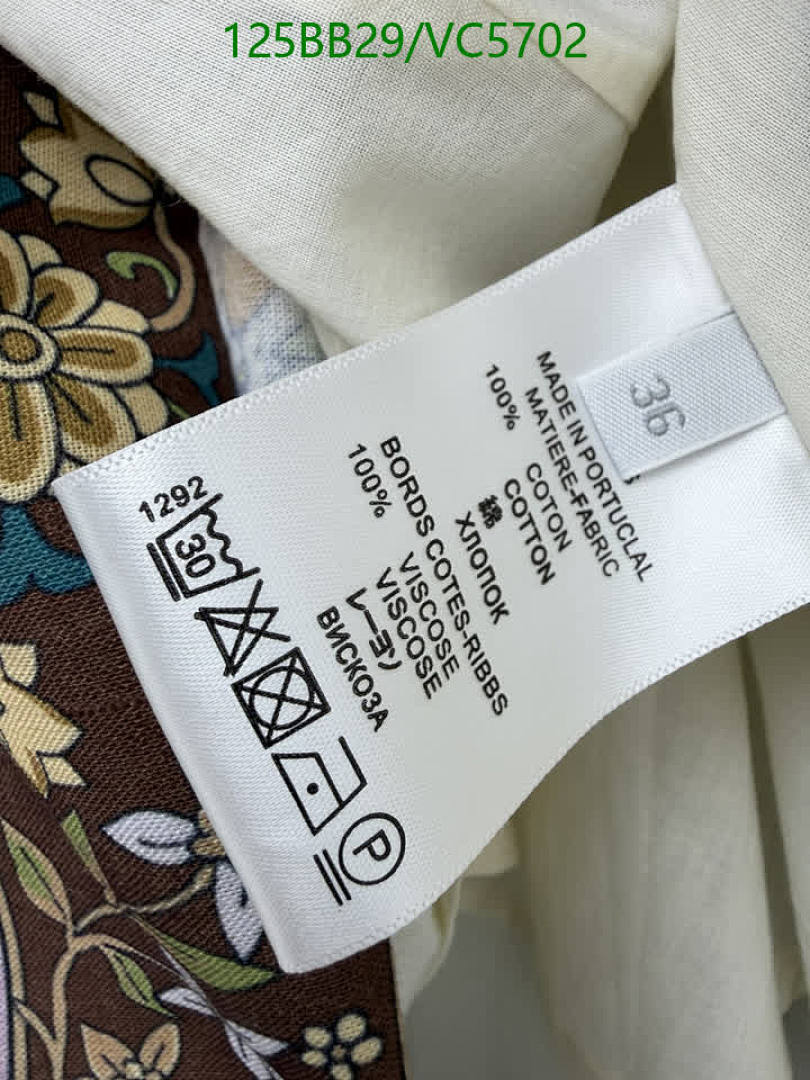 125BB29/VC5702
36
MADE IN PORTUCLAL
MATIERE-FABRIC
100% COTON
COTTON
綿
ХЛОПОК
BORDS COTES-RIBBS
100% VISCOSE
VISCOSE
レーヨン
ВИСКОЗА
1292
30
P